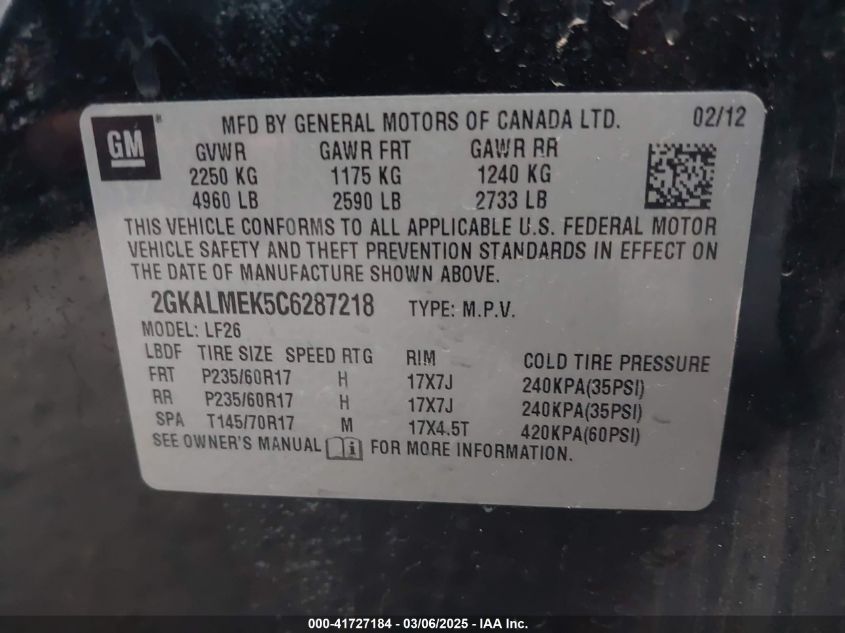 GM ®
MFD BY GENERAL MOTORS OF CANADA LTD. 02/12
GVWR GAWR FRT GAWR RR
2250 KG 1175 KG 1240 KG
4960 LB 2590 LB 2733 LB
THIS VEHICLE CONFORMS TO ALL APPLICABLE U.S. FEDERAL MOTOR
VEHICLE SAFETY AND THEFT PREVENTION STANDARDS IN EFFECT ON
THE DATE OF MANUFACTURE SHOWN ABOVE.
2GKALMEK5C6287218 TYPE: M.P.V.
MODEL: LF26
LBDF TIRE SIZE SPEED RTG RIM COLD TIRE PRESSURE
FRT P235/60R17 H 17X7J 240KPA(35PSI)
RR P235/60R17 H 17X7J 240KPA(35PSI)
SPA T145/70R17 M 17X4.5T 420KPA(60PSI)
SEE OWNER'S MANUAL i FOR MORE INFORMATION.
000-41727184 - 03/06/2025 - IAA Inc.